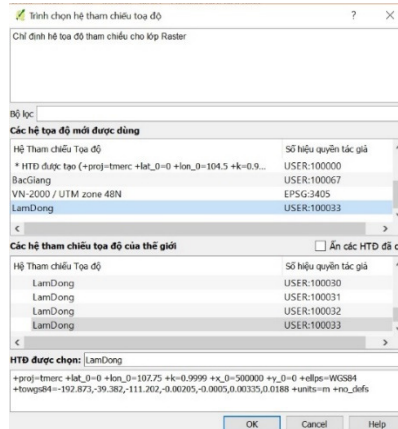 Trình chọn hệ tham chiếu toạ độ ? ×
Chỉ định hệ tọa độ tham chiếu cho lớp Raster
Bộ lọc
Các hệ tọa độ mới được dùng
Hệ Tham chiếu Tọa độ Số hiệu quyền tác giả
* HTĐ được tạo (+proj=tmerc +lat_0=0 +lon_0=104.5 +k=0.9... USER:100000
BacGiang USER:100067
VN-2000 / UTM zone 48N EPSG:3405
LamDong USER:100033
Các hệ tham chiếu tọa độ của thế giới Ẩn các HTĐ đã c
Hệ Tham chiếu Tọa độ Số hiệu quyền tác giả
LamDong USER:100030
LamDong USER:100031
LamDong USER:100032
LamDong USER:100033
HTĐ được chọn: LamDong
+proj=tmerc +lat_0=0 +lon_0=107.75 +k=0.9999 +x_0=500000 +y_0=0 +ellps=WGS84
+towgs84=-192.873,-39.382,-111.202,-0.00205,-0.0005,0.00335,0.0188 +units=m +no_defs
OK Cancel Help